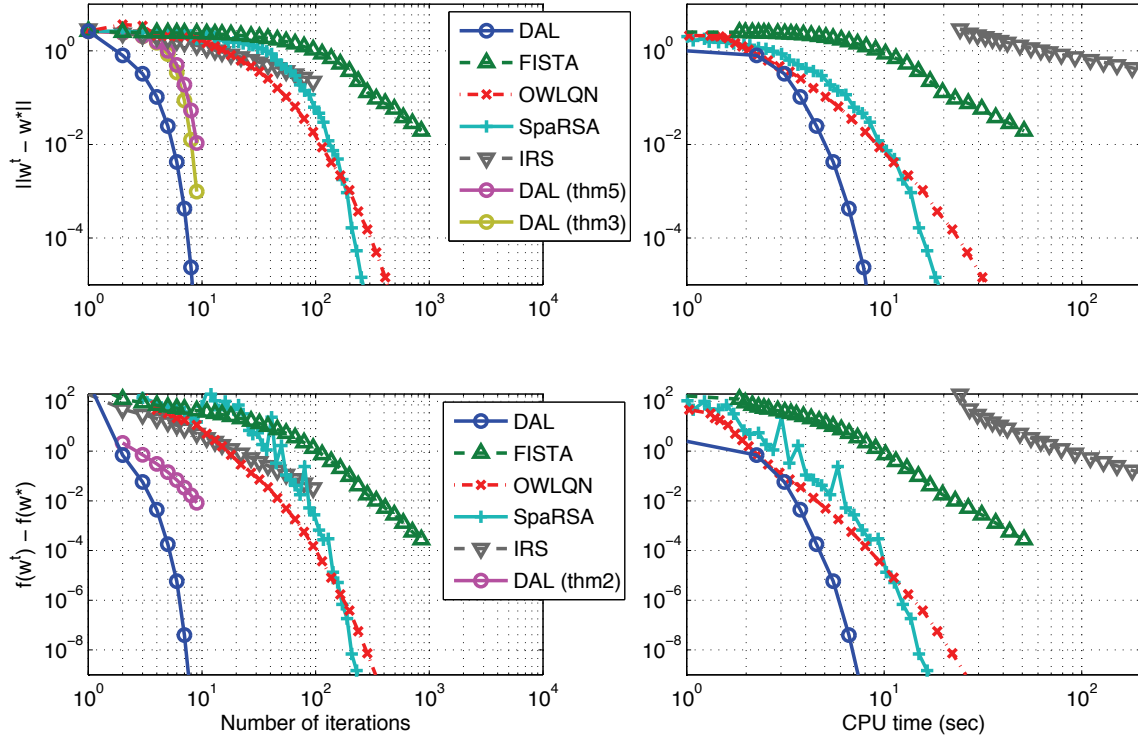 ||w^t - w*||
10^0
10^-2
10^-4
10^0 10^1 10^2 10^3 10^4
DAL
FISTA
OWLQN
SpaRSA
IRS
DAL (thm5)
DAL (thm3)
10^0
10^-2
10^-4
10^0 10^1 10^2
f(w^t) - f(w*)
10^2
10^0
10^-2
10^-4
10^-6
10^-8
10^0 10^1 10^2 10^3 10^4
Number of iterations
DAL
FISTA
OWLQN
SpaRSA
IRS
DAL (thm2)
10^2
10^0
10^-2
10^-4
10^-6
10^-8
10^0 10^1 10^2
CPU time (sec)